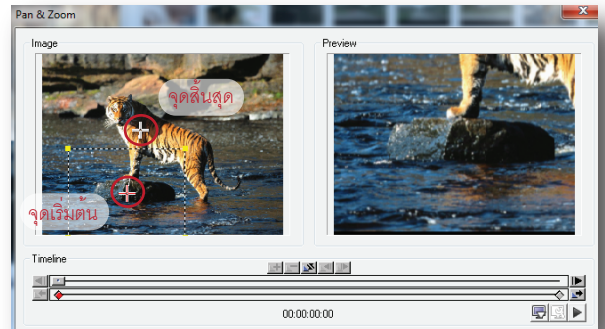 Pan & Zoom
Image
Preview
จุดสิ้นสุด
จุดเริ่มต้น
Timeline
00:00:00:00